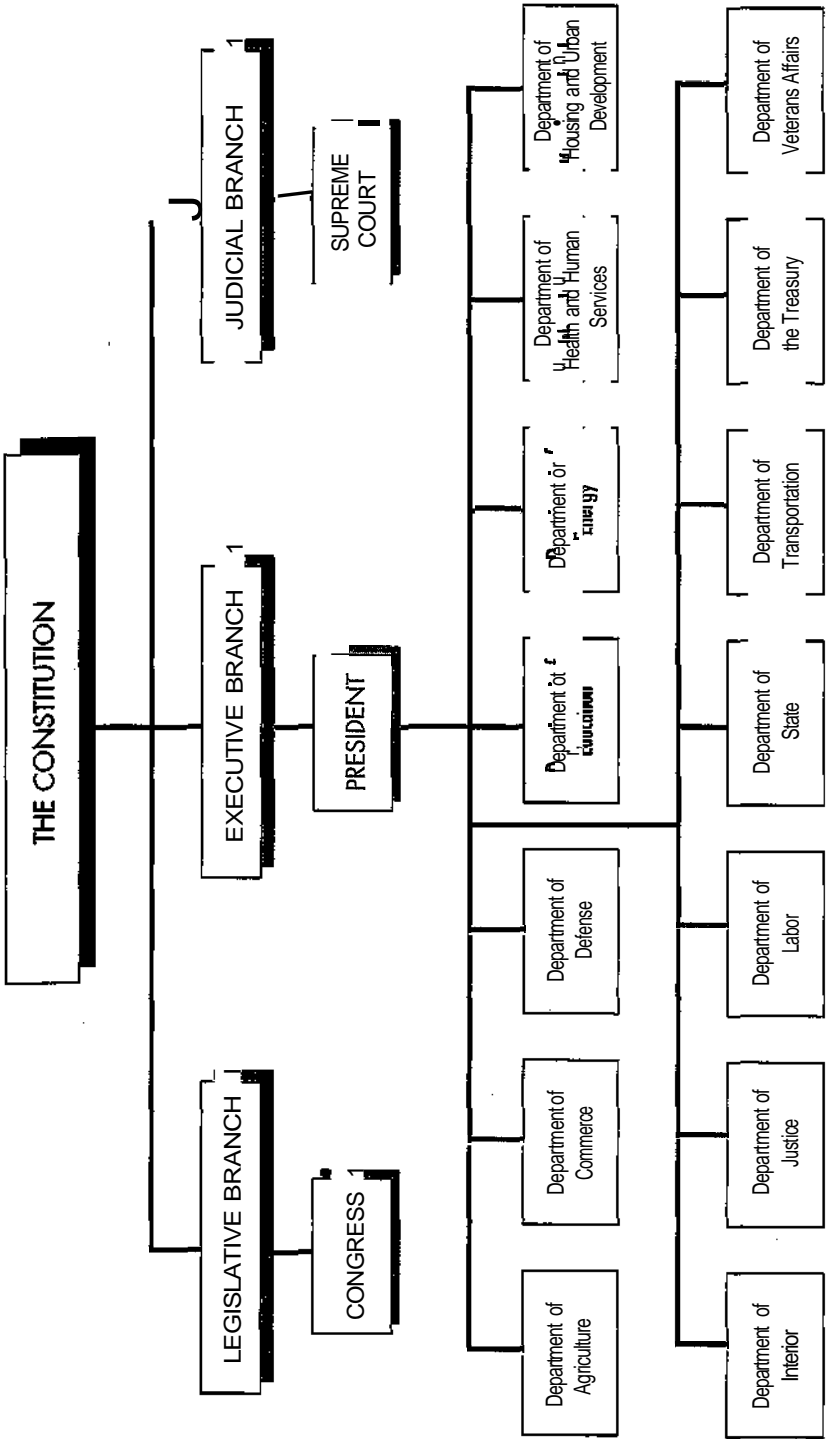 THE CONSTITUTION
LEGISLATIVE BRANCH
EXECUTIVE BRANCH
JUDICIAL BRANCH
CONGRESS
PRESIDENT
SUPREME
COURT
Department of
Agriculture
Department of
Commerce
Department of
Defense
Department of
Education
Department of
Energy
Department of
Health and Human
Services
Department of
Housing and Urban
Development
Department of
Interior
Department of
Justice
Department of
Labor
Department of
State
Department of
Transportation
Department of
the Treasury
Department of
Veterans Affairs